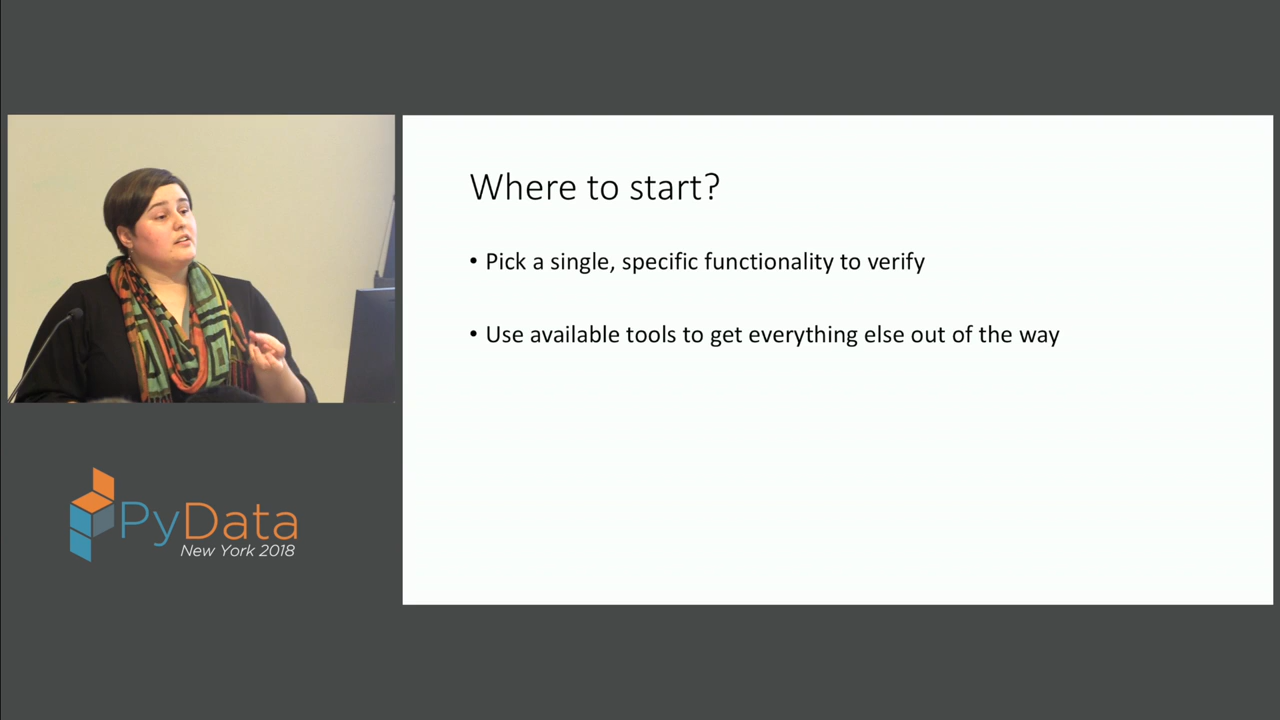 Where to start?
• Pick a single, specific functionality to verify
• Use available tools to get everything else out of the way
PyData
New York 2018